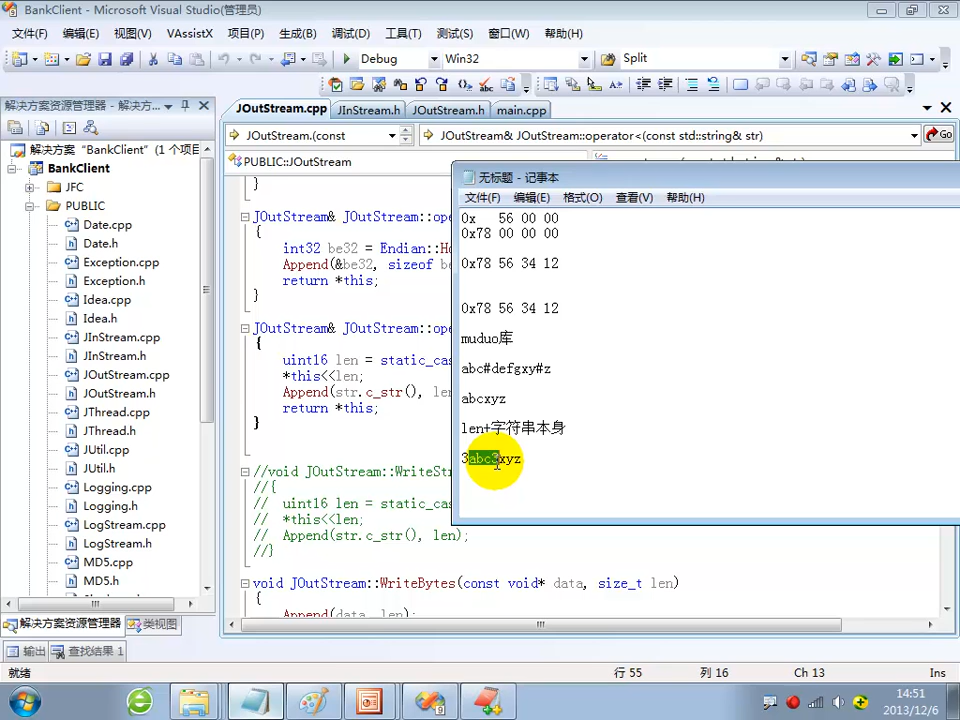 BankClient - Microsoft Visual Studio(管理员)
文件(F) 编辑(E) 视图(V) VAssistX 项目(P) 生成(B) 调试(D) 工具(T) 测试(S) 窗口(W) 帮助(H)
Debug Win32 Split
解决方案资源管理器 - 解决方...
JOutStream.cpp JInStream.h JOutStream.h main.cpp
JOutStream.(const JOutStream& JOutStream::operator<(const std::string& str) Go
PUBLIC::JOutStream
解决方案 "BankClient" (1 个项
BankClient
JFC
PUBLIC
Date.cpp
Date.h
Exception.cpp
Exception.h
Idea.cpp
Idea.h
JInStream.cpp
JInStream.h
JOutStream.cpp
JOutStream.h
JThread.cpp
JThread.h
JUtil.cpp
JUtil.h
Logging.cpp
Logging.h
LogStream.cpp
LogStream.h
MD5.cpp
MD5.h
}
JOutStream& JOutStream::ope
{
int32 be32 = Endian::Ho
Append(&be32, sizeof be
return *this;
}
JOutStream& JOutStream::ope
{
uint16 len = static_cas
*this<<len;
Append(str.c_str(), le
return *this;
}
//void JOutStream::WriteStr
//{
// uint16 len = static_cas
// *this<<len;
// Append(str.c_str(), len);
//}
void JOutStream::WriteBytes(const void* data, size_t len)
{
Append(data, len);
无标题 - 记事本
文件(F) 编辑(E) 格式(O) 查看(V) 帮助(H)
0x 56 00 00
0x78 00 00 00
0x78 56 34 12
0x78 56 34 12
muduo库
abc#defgxy#z
abcxyz
len+字符串本身
3abc3xyz
解决方案资源管理器 类视图
输出 查找结果 1
就绪 行 55 列 16 Ch 13 Ins
14:51
2013/12/6